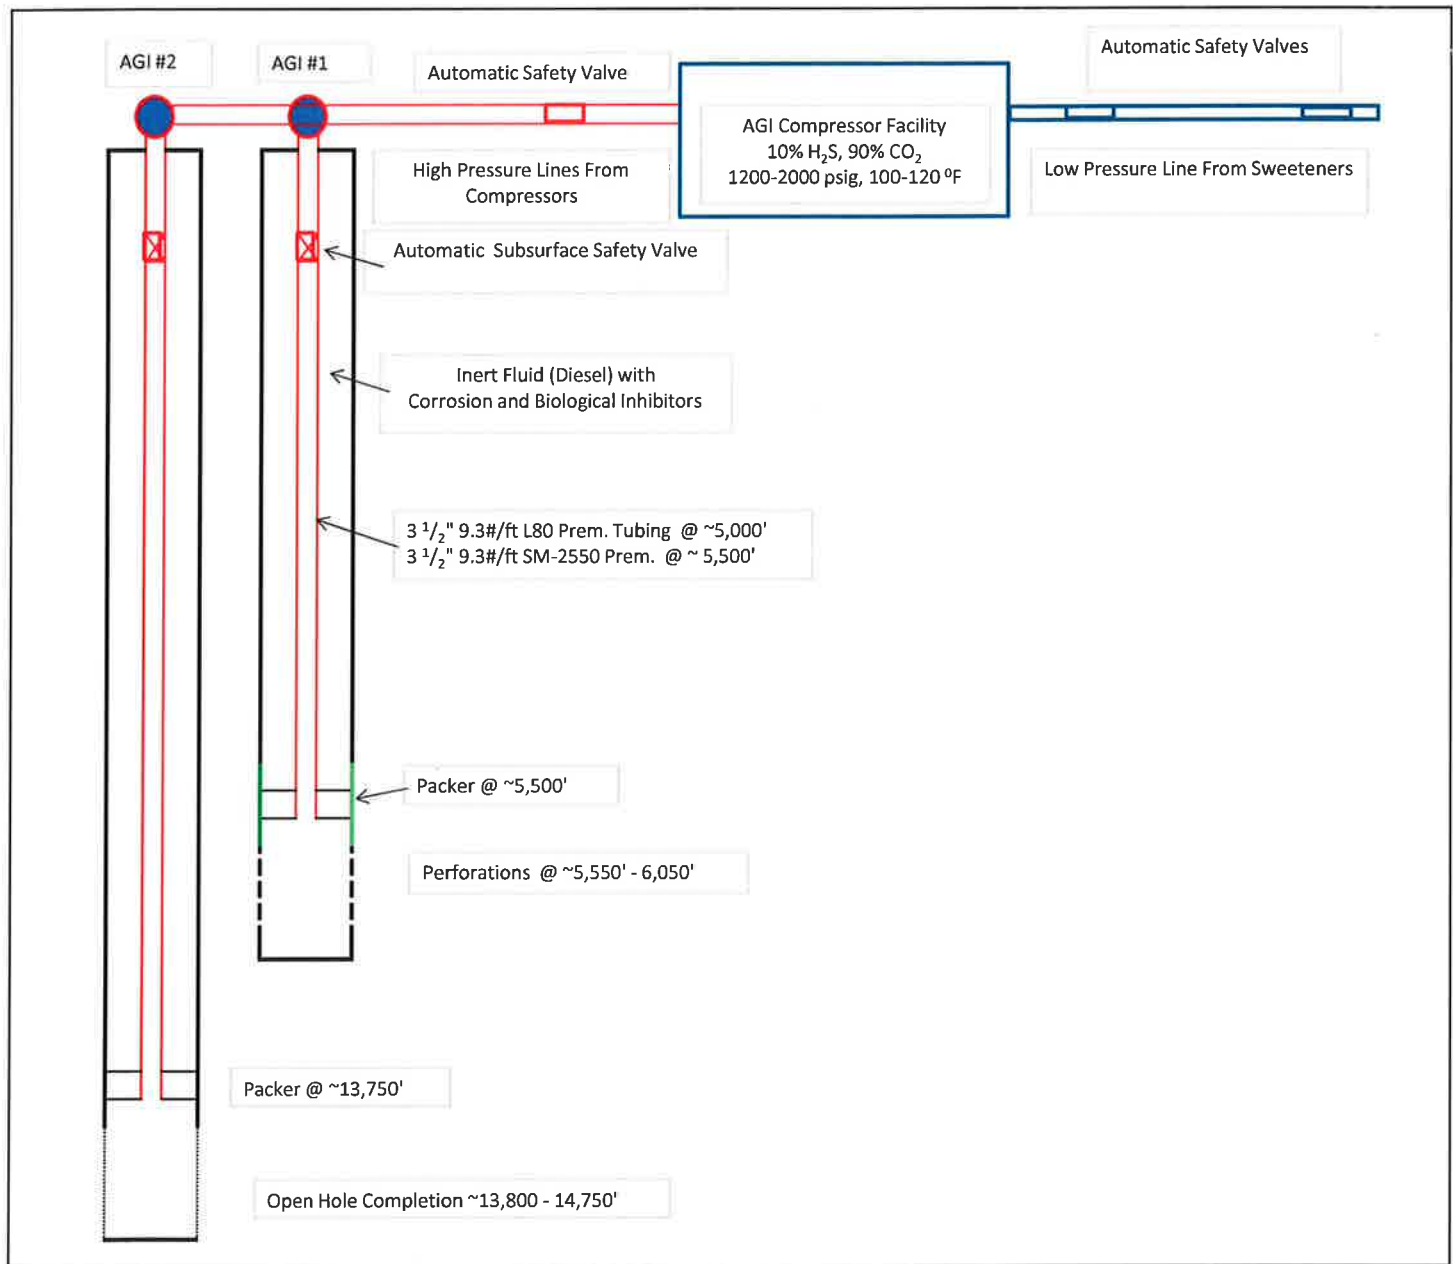 AGI #2
AGI #1
Automatic Safety Valve
Automatic Safety Valves
AGI Compressor Facility
10% H₂S, 90% CO₂
1200-2000 psig, 100-120 ⁰F
High Pressure Lines From
Compressors
Low Pressure Line From Sweeteners
Automatic Subsurface Safety Valve
Inert Fluid (Diesel) with
Corrosion and Biological Inhibitors
3 ¹/₂" 9.3#/ft L80 Prem. Tubing @ ~5,000'
3 ¹/₂" 9.3#/ft SM-2550 Prem. @ ~ 5,500'
Packer @ ~5,500'
Perforations @ ~5,550' - 6,050'
Packer @ ~13,750'
Open Hole Completion ~13,800 - 14,750'